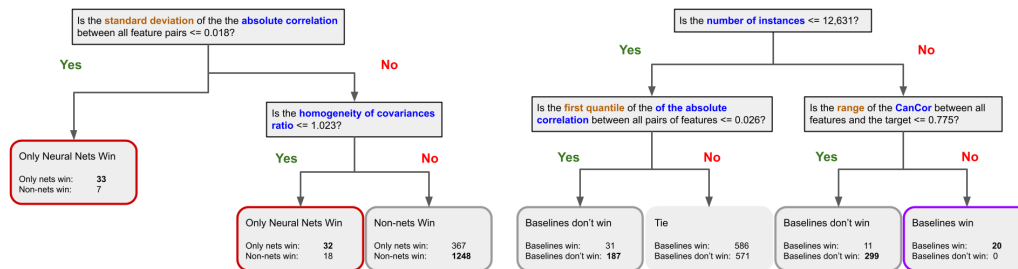 Is the standard deviation of the the absolute correlation
between all feature pairs <= 0.018?
Yes
No
Only Neural Nets Win
Only nets win: 33
Non-nets win: 7
Is the homogeneity of covariances
ratio <= 1.023?
Yes
No
Only Neural Nets Win
Only nets win: 32
Non-nets win: 18
Non-nets Win
Only nets win: 367
Non-nets win: 1248
Is the number of instances <= 12,631?
Yes
No
Is the first quantile of the of the absolute
correlation between all pairs of features <= 0.026?
Yes
No
Baselines don't win
Baselines win: 31
Baselines don't win: 187
Tie
Baselines win: 586
Baselines don't win: 571
Is the range of the CanCor between all
features and the target <= 0.775?
Yes
No
Baselines don't win
Baselines win: 11
Baselines don't win: 299
Baselines win
Baselines win: 20
Baselines don't win: 0